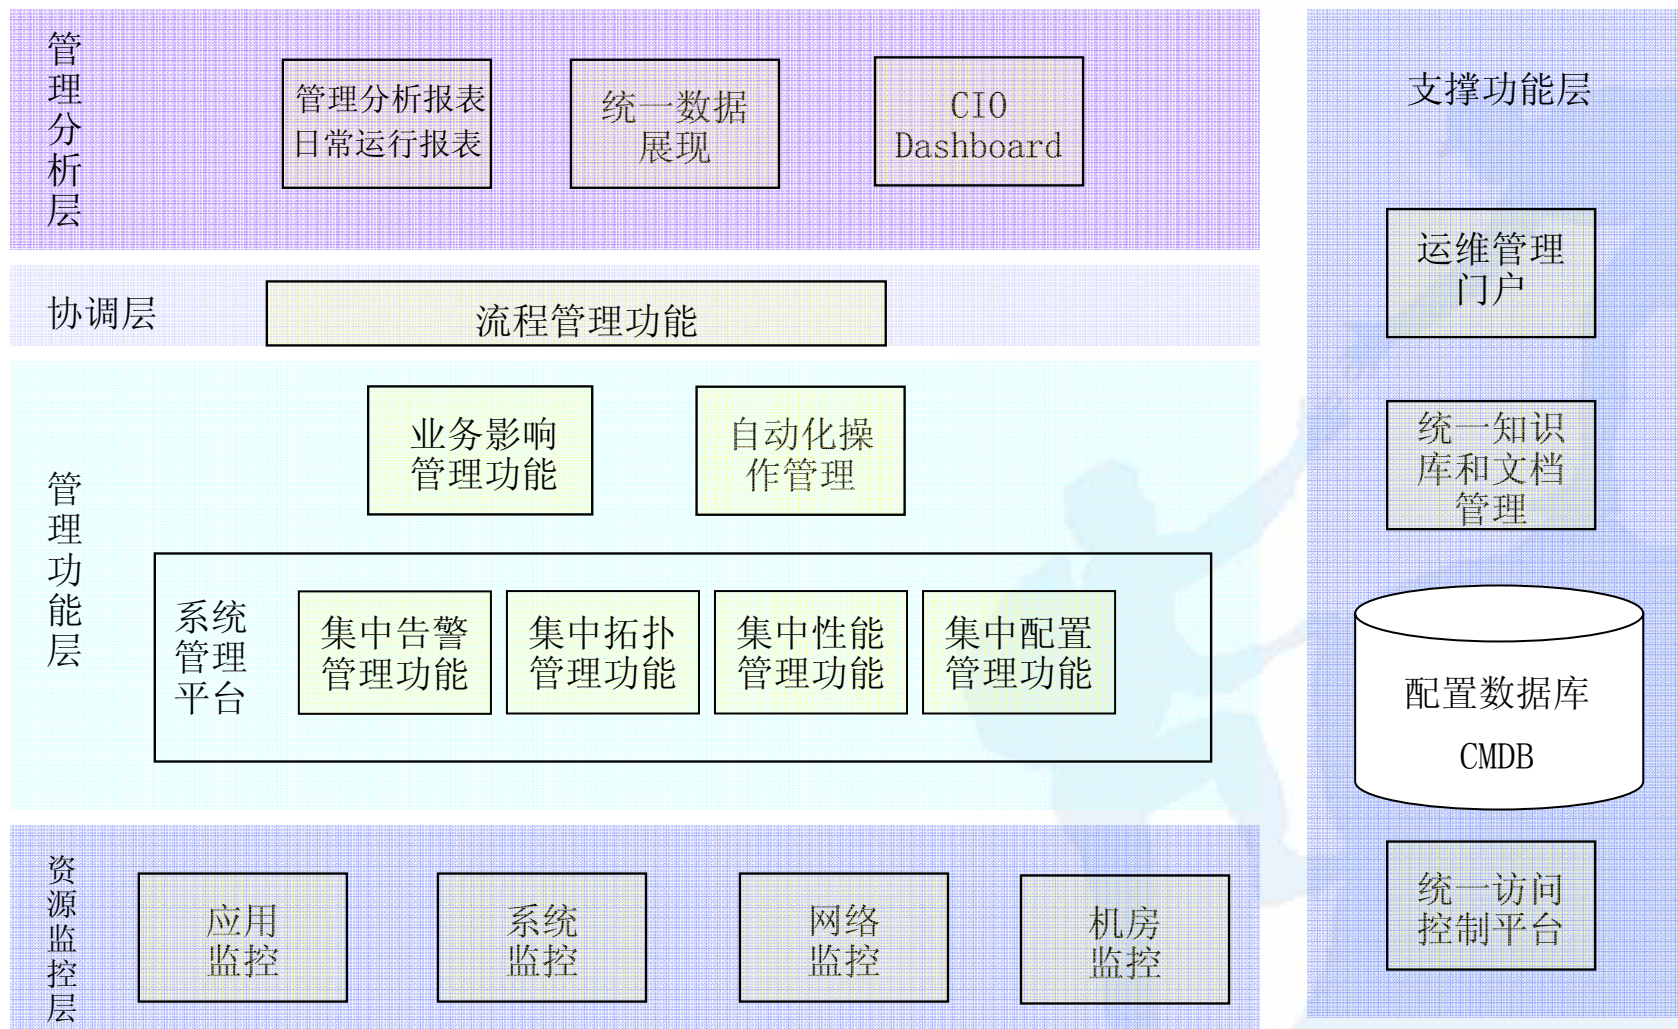 管理分析层
管理分析报表
日常运行报表
统一数据
展现
CIO
Dashboard
协调层
流程管理功能
管理功能层
业务影响
管理功能
自动化操
作管理
系统
管理
平台
集中告警
管理功能
集中拓扑
管理功能
集中性能
管理功能
集中配置
管理功能
资源监控层
应用
监控
系统
监控
网络
监控
机房
监控
支撑功能层
运维管理
门户
统一知识
库和文档
管理
配置数据库
CMDB
统一访问
控制平台